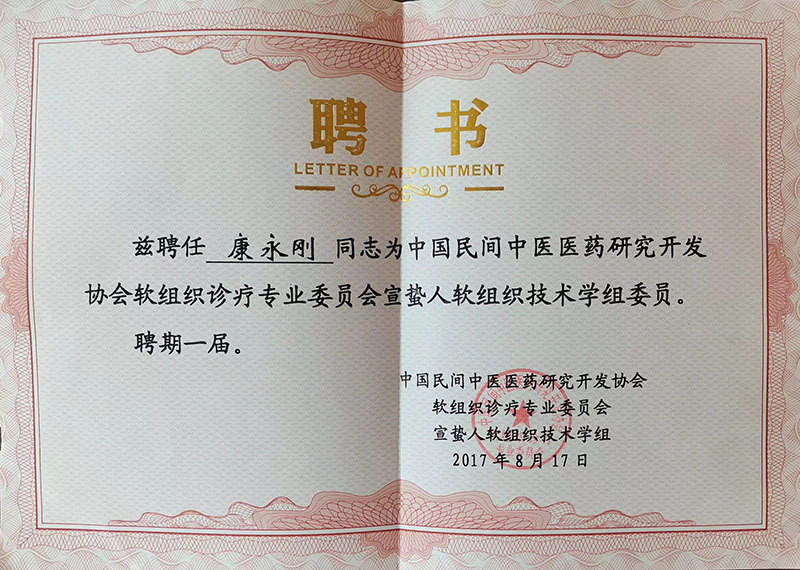 聘 书
LETTER OF APPOINTMENT
兹聘任 康永刚 同志为中国民间中医医药研究开发
协会软组织诊疗专业委员会宣蛰人软组织技术学组委员。
聘期一届。
中国民间中医医药研究开发协会
软组织诊疗专业委员会
宣蛰人软组织技术学组
2017年8月17日
专业委员会